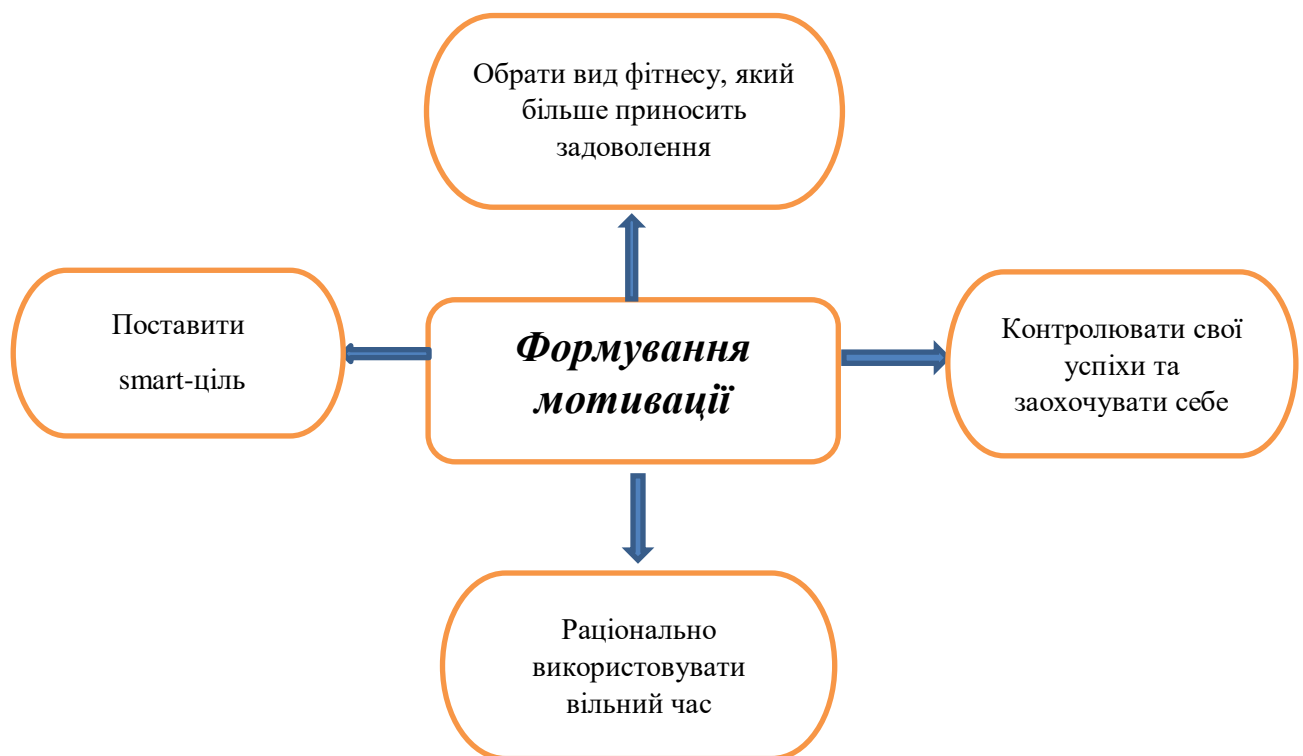 Обрати вид фітнесу, який
більше приносить
задоволення
Поставити
smart-ціль
Формування
мотивації
Контролювати свої
успіхи та
заохочувати себе
Раціонально
використовувати
вільний час